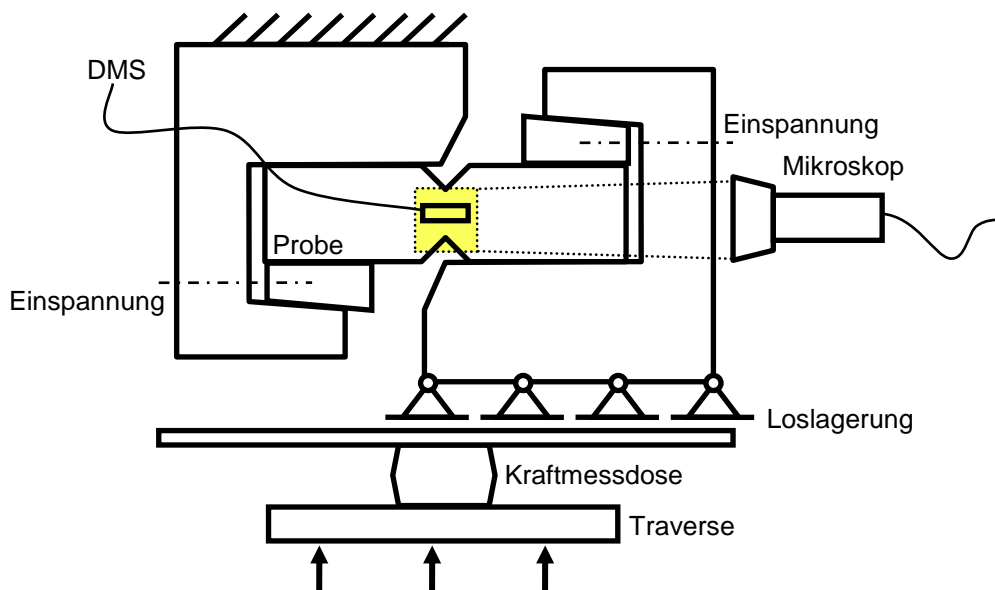 DMS
Einspannung
Mikroskop
Probe
Einspannung
Loslagerung
Kraftmessdose
Traverse